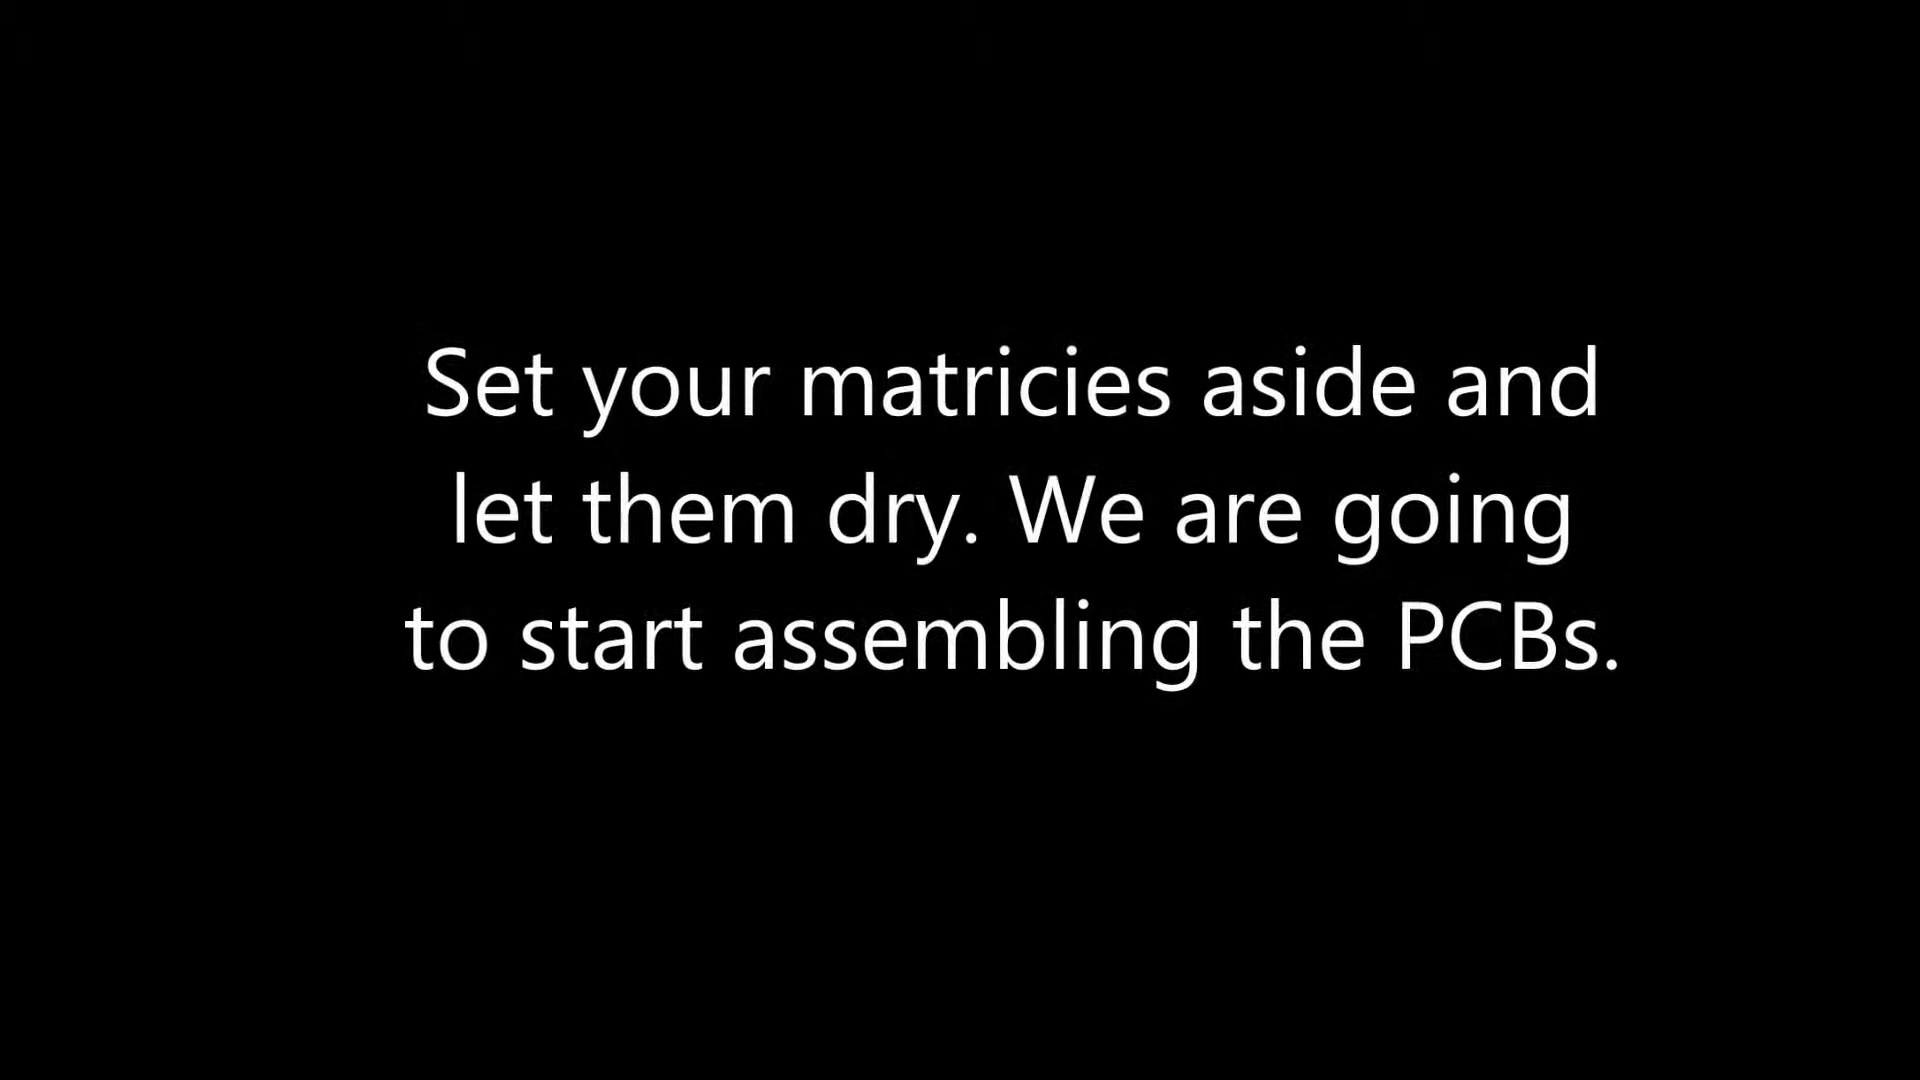 Set your matricies aside and
let them dry. We are going
to start assembling the PCBs.